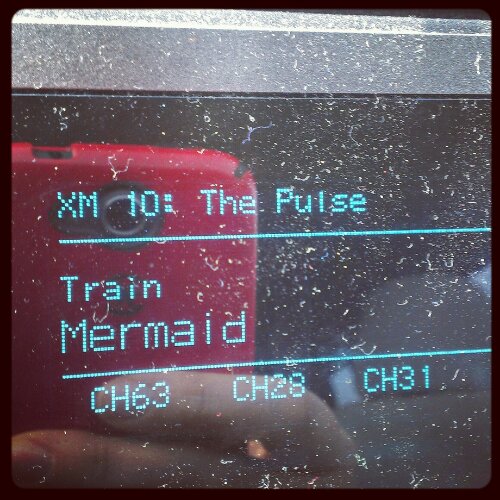 XM 10: The Pulse
Train
Mermaid
CH63 CH28 CH31